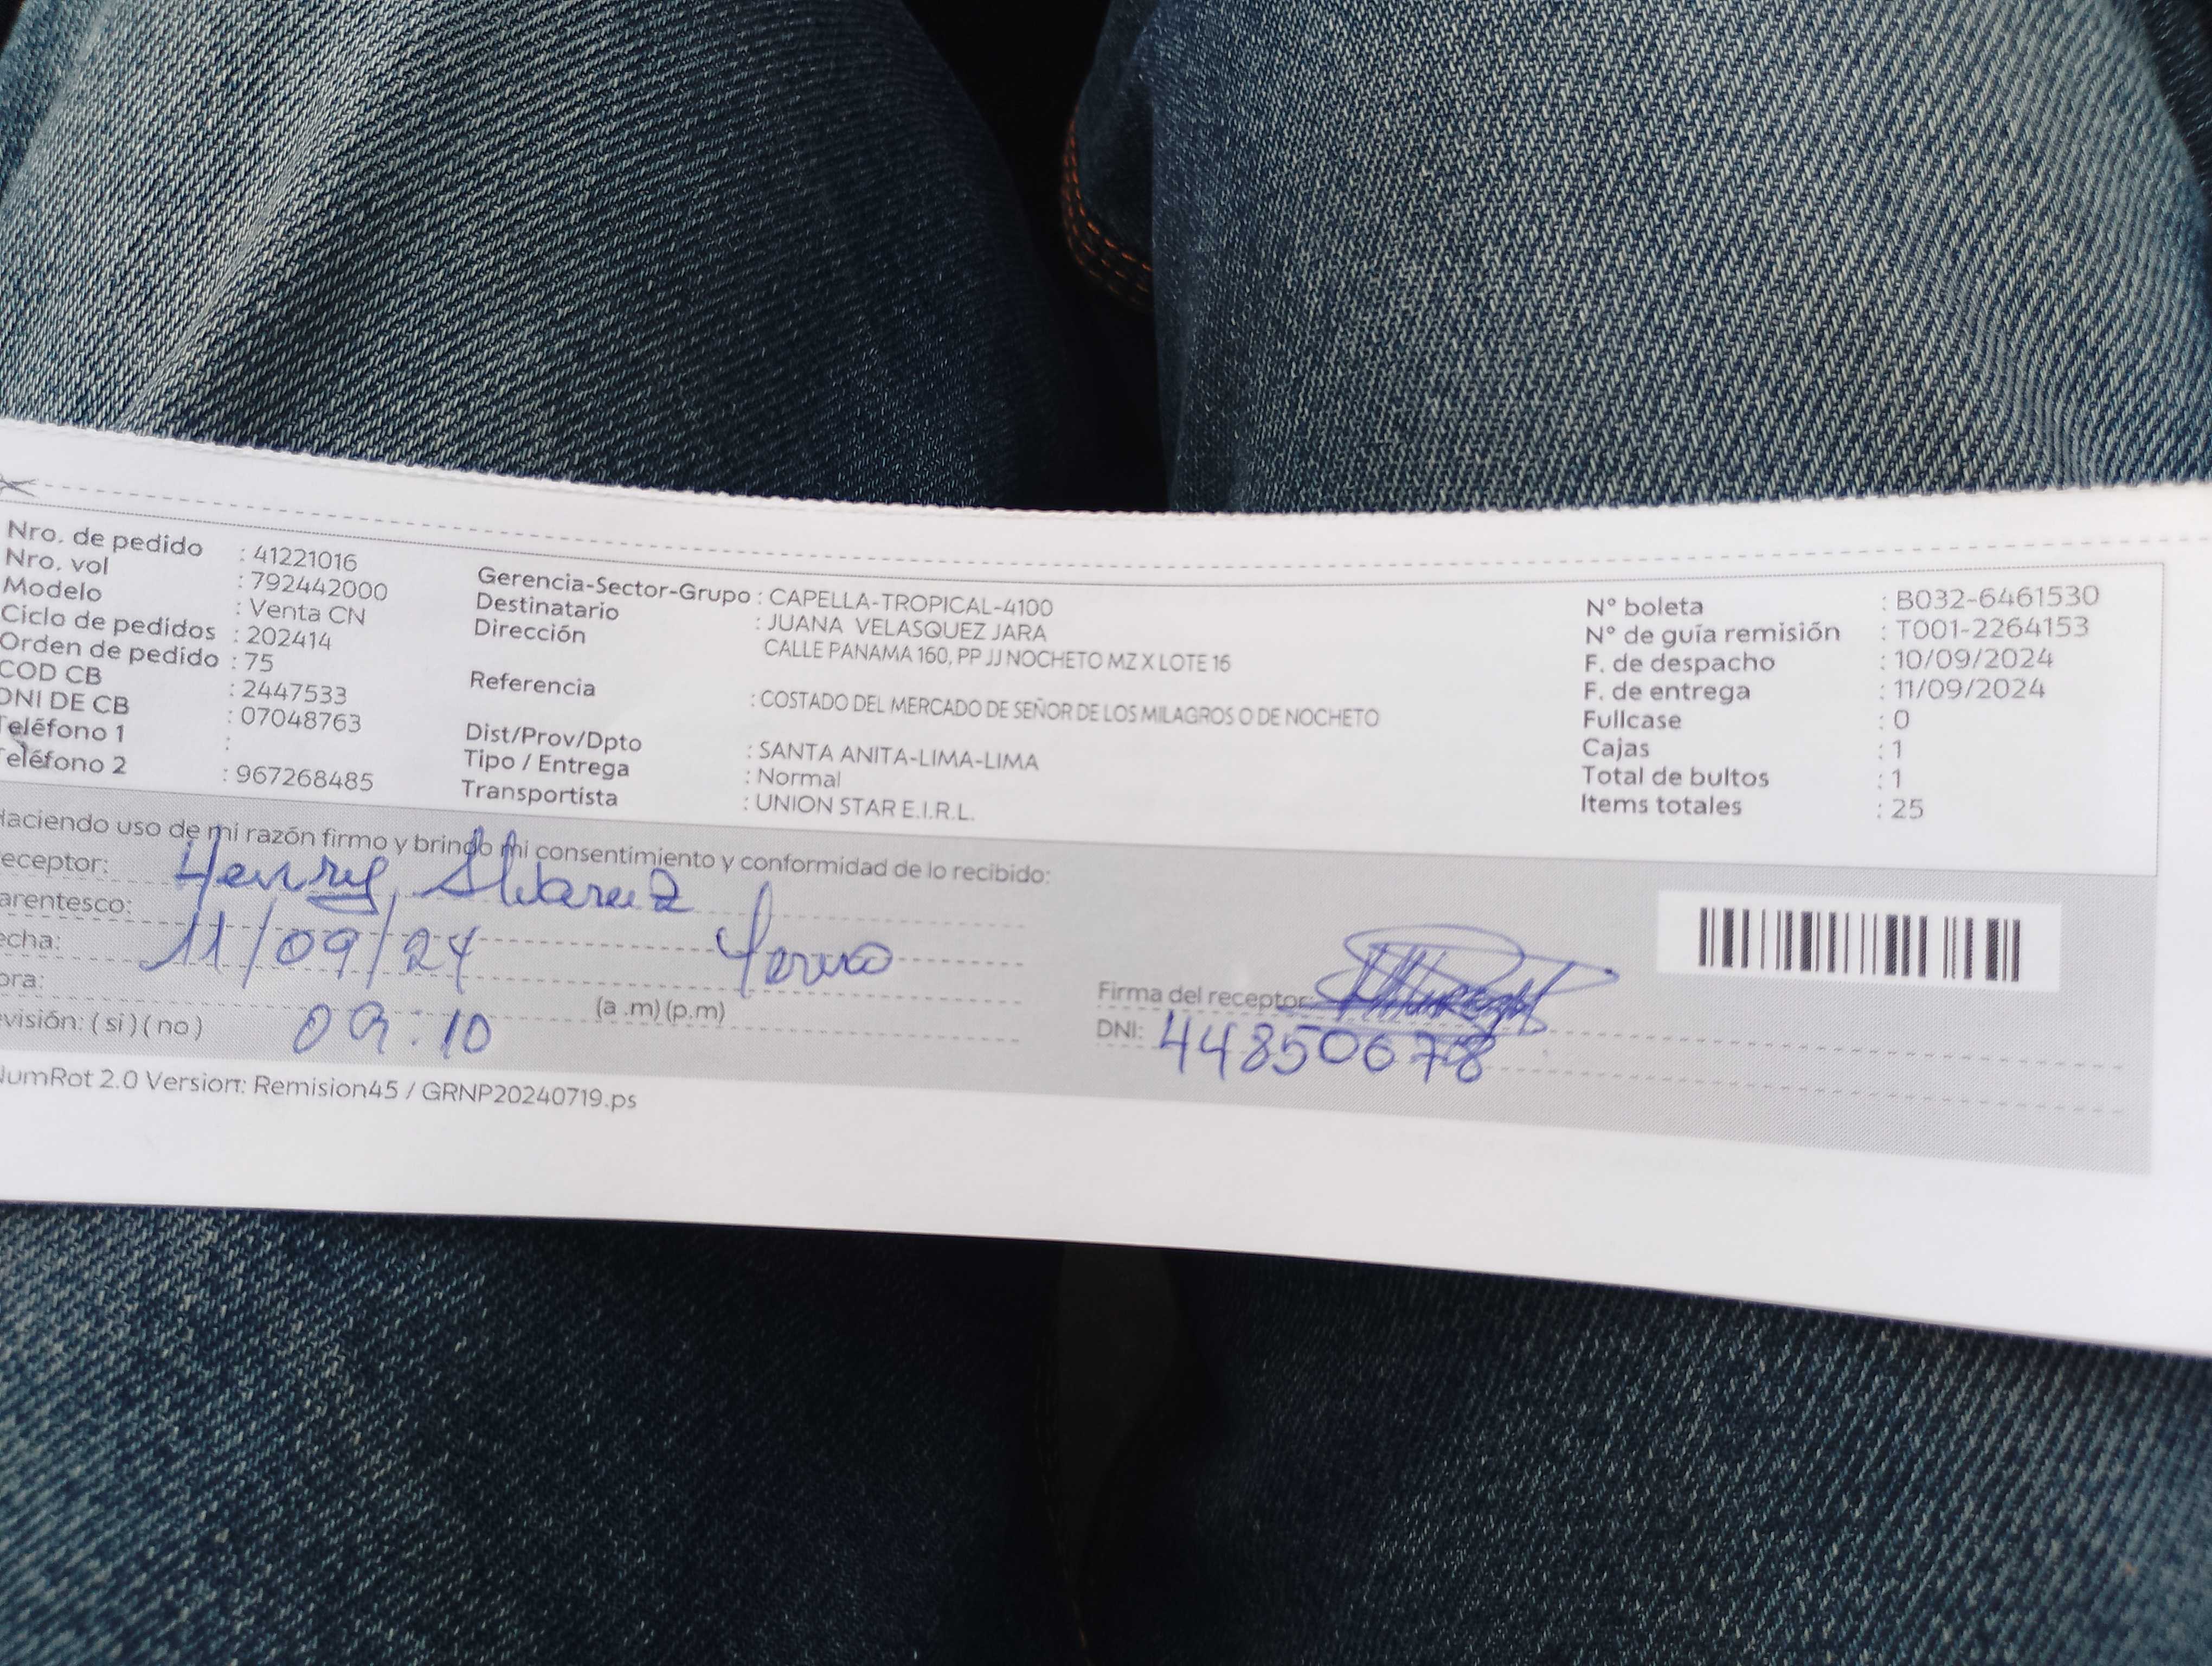 Nro. de pedido : 41221016
Nro. vol : 792442000
Modelo : Venta CN
Ciclo de pedidos : 202414
Orden de pedido : 75
COD CB : 2447533
DNI DE CB : 07048763
Teléfono 1 :
Teléfono 2 : 967268485
Gerencia-Sector-Grupo : CAPELLA-TROPICAL-4100
Destinatario : JUANA VELASQUEZ JARA
Dirección CALLE PANAMA 160, PP JJ NOCHETO MZ X LOTE 16
Referencia : COSTADO DEL MERCADO DE SEÑOR DE LOS MILAGROS O DE NOCHETO
Dist/Prov/Dpto : SANTA ANITA-LIMA-LIMA
Tipo / Entrega : Normal
Transportista : UNION STAR E.I.R.L.
N° boleta : B032-6461530
N° de guía remisión : T001-2264153
F. de despacho : 10/09/2024
F. de entrega : 11/09/2024
Fullcase : 0
Cajas : 1
Total de bultos : 1
Items totales : 25
Haciendo uso de mi razón firmo y brindo mi consentimiento y conformidad de lo recibido:
eceptor: Henry Alvarez
arentesco: Yerno
echa: 11/09/24
ora: 09:10 (a .m) (p.m)
evisión: ( si ) ( no )
Firma del receptor:
DNI:
NumRot 2.0 Version: Remision45 / GRNP20240719.ps